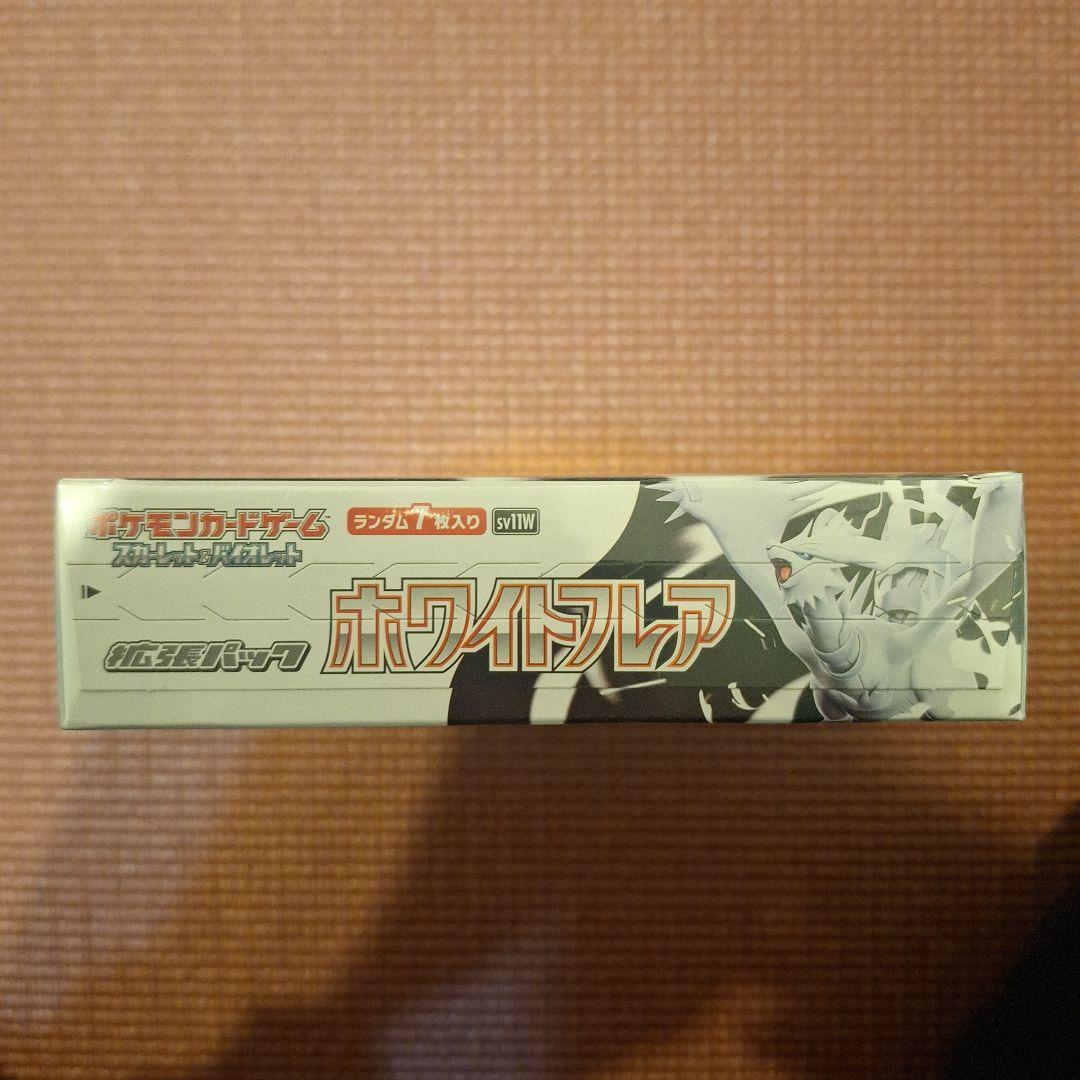 ポケモンカードゲーム
スカーレット&バイオレット
ランダム7枚入り
sv11W
拡張パック
ホワイトフレア